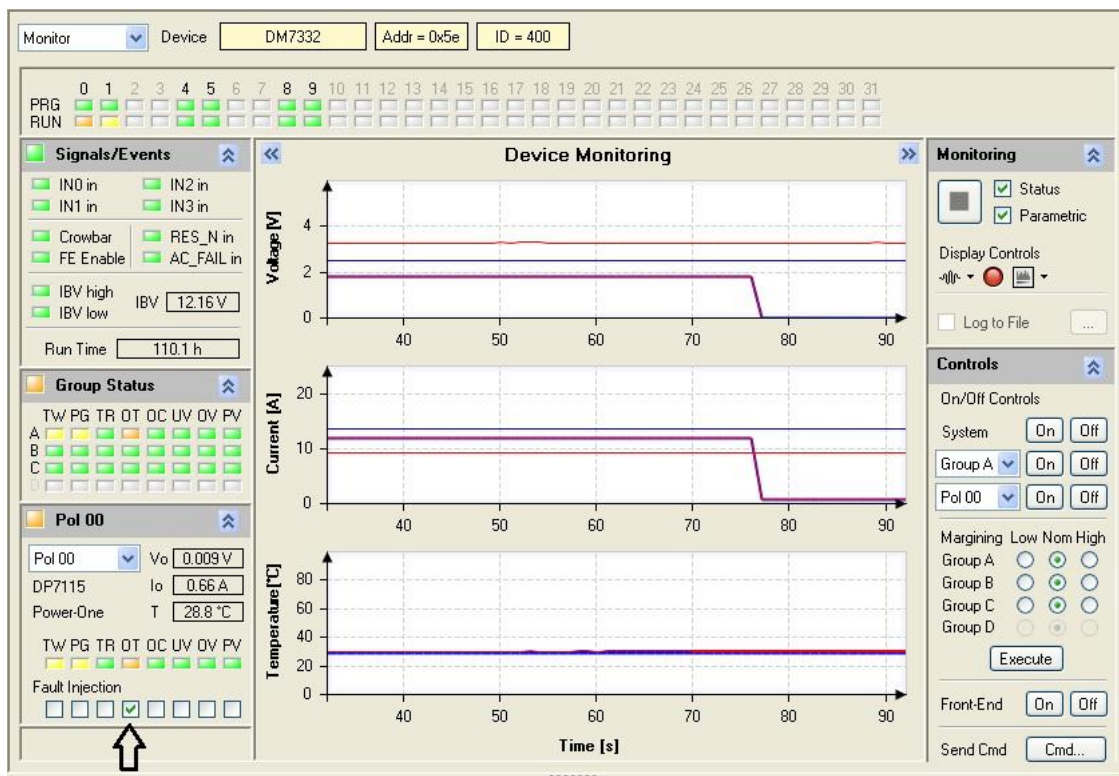 Monitor Device DM7332 Addr = 0x5e ID = 400
0 1 2 3 4 5 6 7 8 9 10 11 12 13 14 15 16 17 18 19 20 21 22 23 24 25 26 27 28 29 30 31
PRG
RUN
Signals/Events
IN0 in IN2 in
IN1 in IN3 in
Crowbar RES_N in
FE Enable AC_FAIL in
IBV high
IBV 12.16 V
IBV low
Run Time 110.1 h
Group Status
TW PG TR OT OC UV OV PV
A
B
C
D
Pol 00
Pol 00 Vo 0.009 V
DP7115 Io 0.66 A
Power-One T 28.8 °C
TW PG TR OT OC UV OV PV
Fault Injection
Device Monitoring
Voltage [V]
4
2
0
40 50 60 70 80 90
Current [A]
20
10
0
40 50 60 70 80 90
Temperature [°C]
80
60
40
20
0
40 50 60 70 80 90
Time [s]
Monitoring
Status
Parametric
Display Controls
Log to File ...
Controls
On/Off Controls
System On Off
Group A On Off
Pol 00 On Off
Margining Low Nom High
Group A
Group B
Group C
Group D
Execute
Front-End On Off
Send Cmd Cmd...